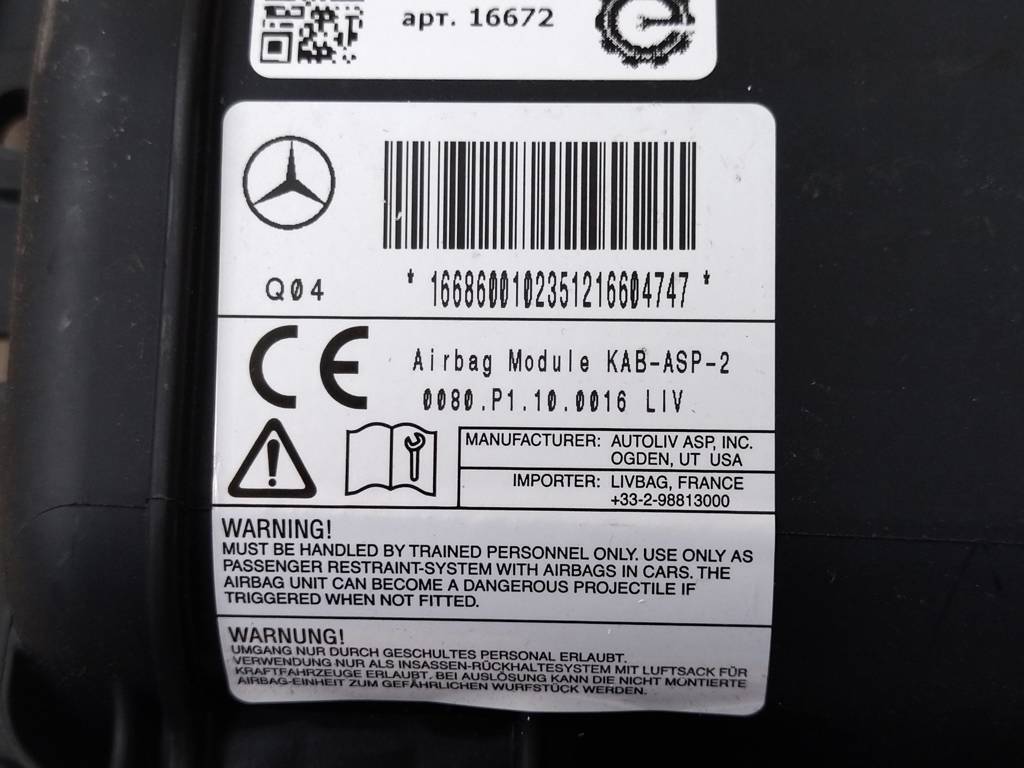 арт. 16672
Q04
*1668600102351216604747*
CE
Airbag Module KAB-ASP-2
0080.P1.10.0016 LIV
MANUFACTURER: AUTOLIV ASP, INC.
OGDEN, UT USA
IMPORTER: LIVBAG, FRANCE
+33-2-98813000
WARNING!
MUST BE HANDLED BY TRAINED PERSONNEL ONLY. USE ONLY AS
PASSENGER RESTRAINT-SYSTEM WITH AIRBAGS IN CARS. THE
AIRBAG UNIT CAN BECOME A DANGEROUS PROJECTILE IF
TRIGGERED WHEN NOT FITTED.
WARNUNG!
UMGANG NUR DURCH GESCHULTES PERSONAL ERLAUBT.
VERWENDUNG NUR ALS INSASSEN-RÜCKHALTESYSTEM MIT LUFTSACK FÜR
KRAFTFAHRZEUGE ERLAUBT. BEI AUSLÖSUNG KANN DIE NICHT MONTIERTE
AIRBAG-EINHEIT ZUM GEFÄHRLICHEN WURFSTÜCK WERDEN.